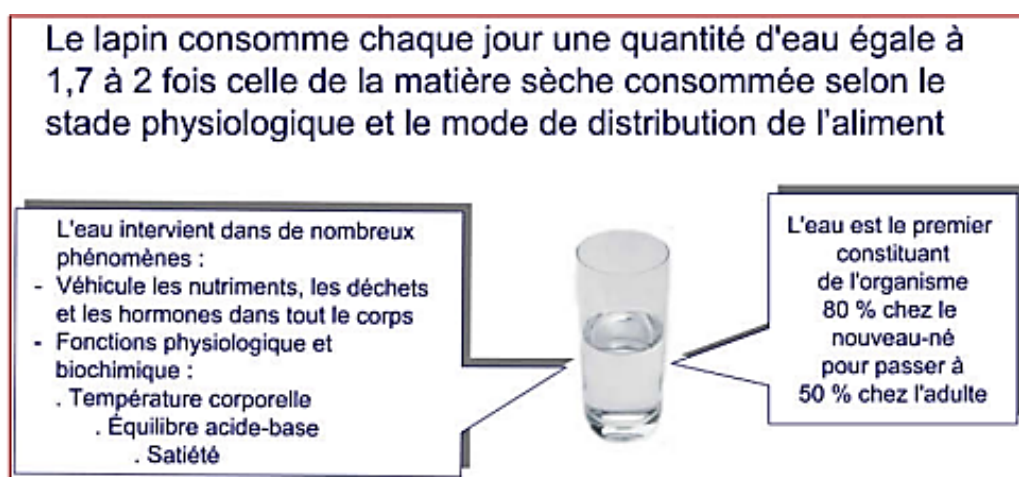 Le lapin consomme chaque jour une quantité d'eau égale à
1,7 à 2 fois celle de la matière sèche consommée selon le
stade physiologique et le mode de distribution de l'aliment
L'eau intervient dans de nombreux
phénomènes :
- Véhicule les nutriments, les déchets
et les hormones dans tout le corps
- Fonctions physiologique et
biochimique :
. Température corporelle
. Équilibre acide-base
. Satiété
L'eau est le premier
constituant
de l'organisme
80 % chez le
nouveau-né
pour passer à
50 % chez l'adulte